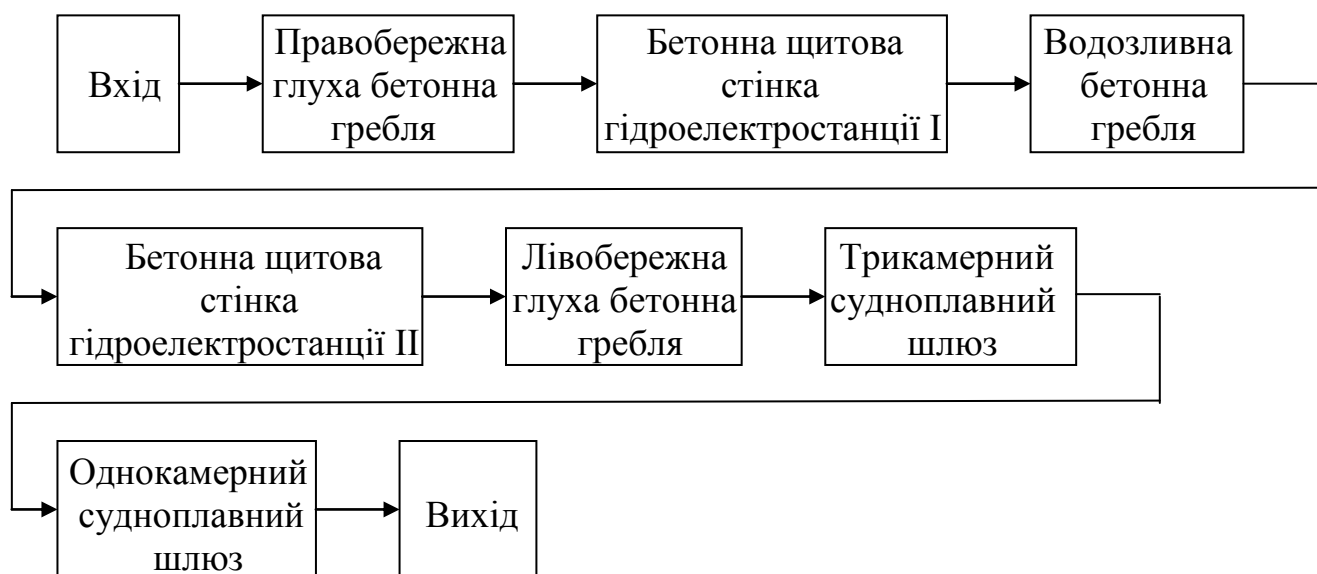 Вхід
Правобережна
глуха бетонна
гребля
Бетонна щитова
стінка
гідроелектростанції I
Водозливна
бетонна
гребля
Бетонна щитова
стінка
гідроелектростанції II
Лівобережна
глуха бетонна
гребля
Трикамерний
судноплавний
шлюз
Однокамерний
судноплавний
шлюз
Вихід